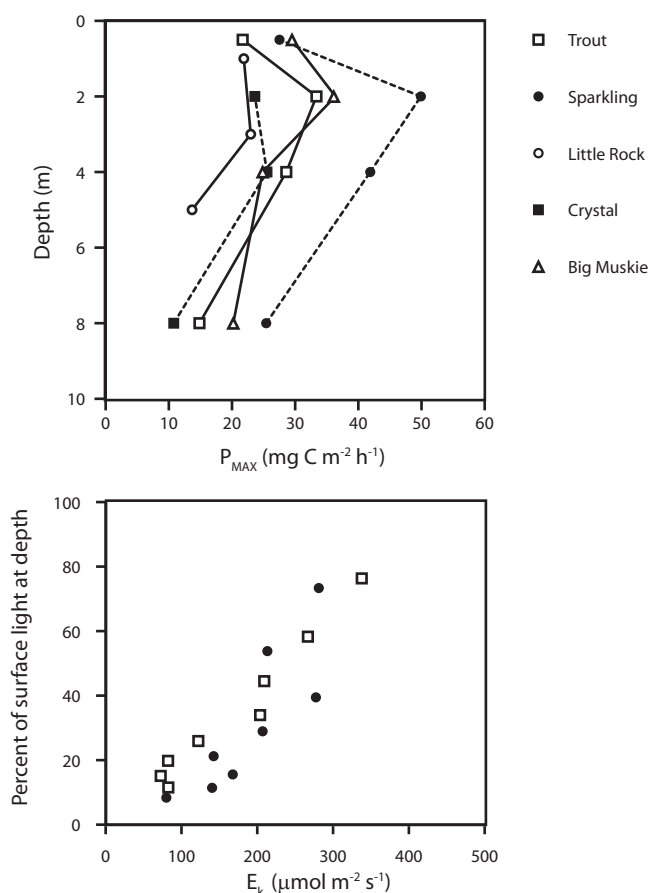 0
2
4
6
8
10
Depth (m)
0 10 20 30 40 50 60
P_MAX (mg C m⁻² h⁻¹)
Trout
Sparkling
Little Rock
Crystal
Big Muskie
100
80
60
40
20
0
Percent of surface light at depth
0 100 200 300 400 500
E_k (μmol m⁻² s⁻¹)